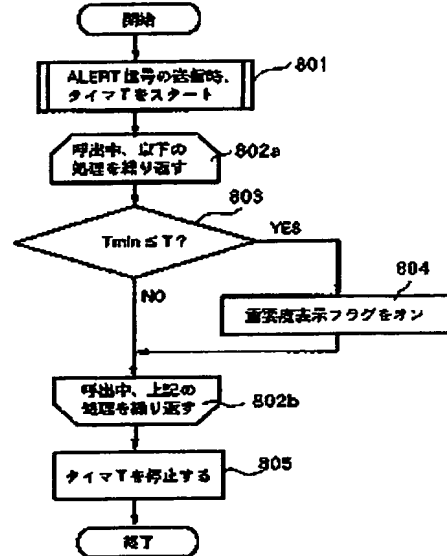 開始
ALERT信号の送信時、
タイマTをスタート
801
呼出中、以下の
処理を繰り返す
802a
803
Tmin ≤ T?
YES
NO
804
重要度表示フラグをオン
呼出中、上記の
処理を繰り返す
802b
タイマTを停止する
805
終了